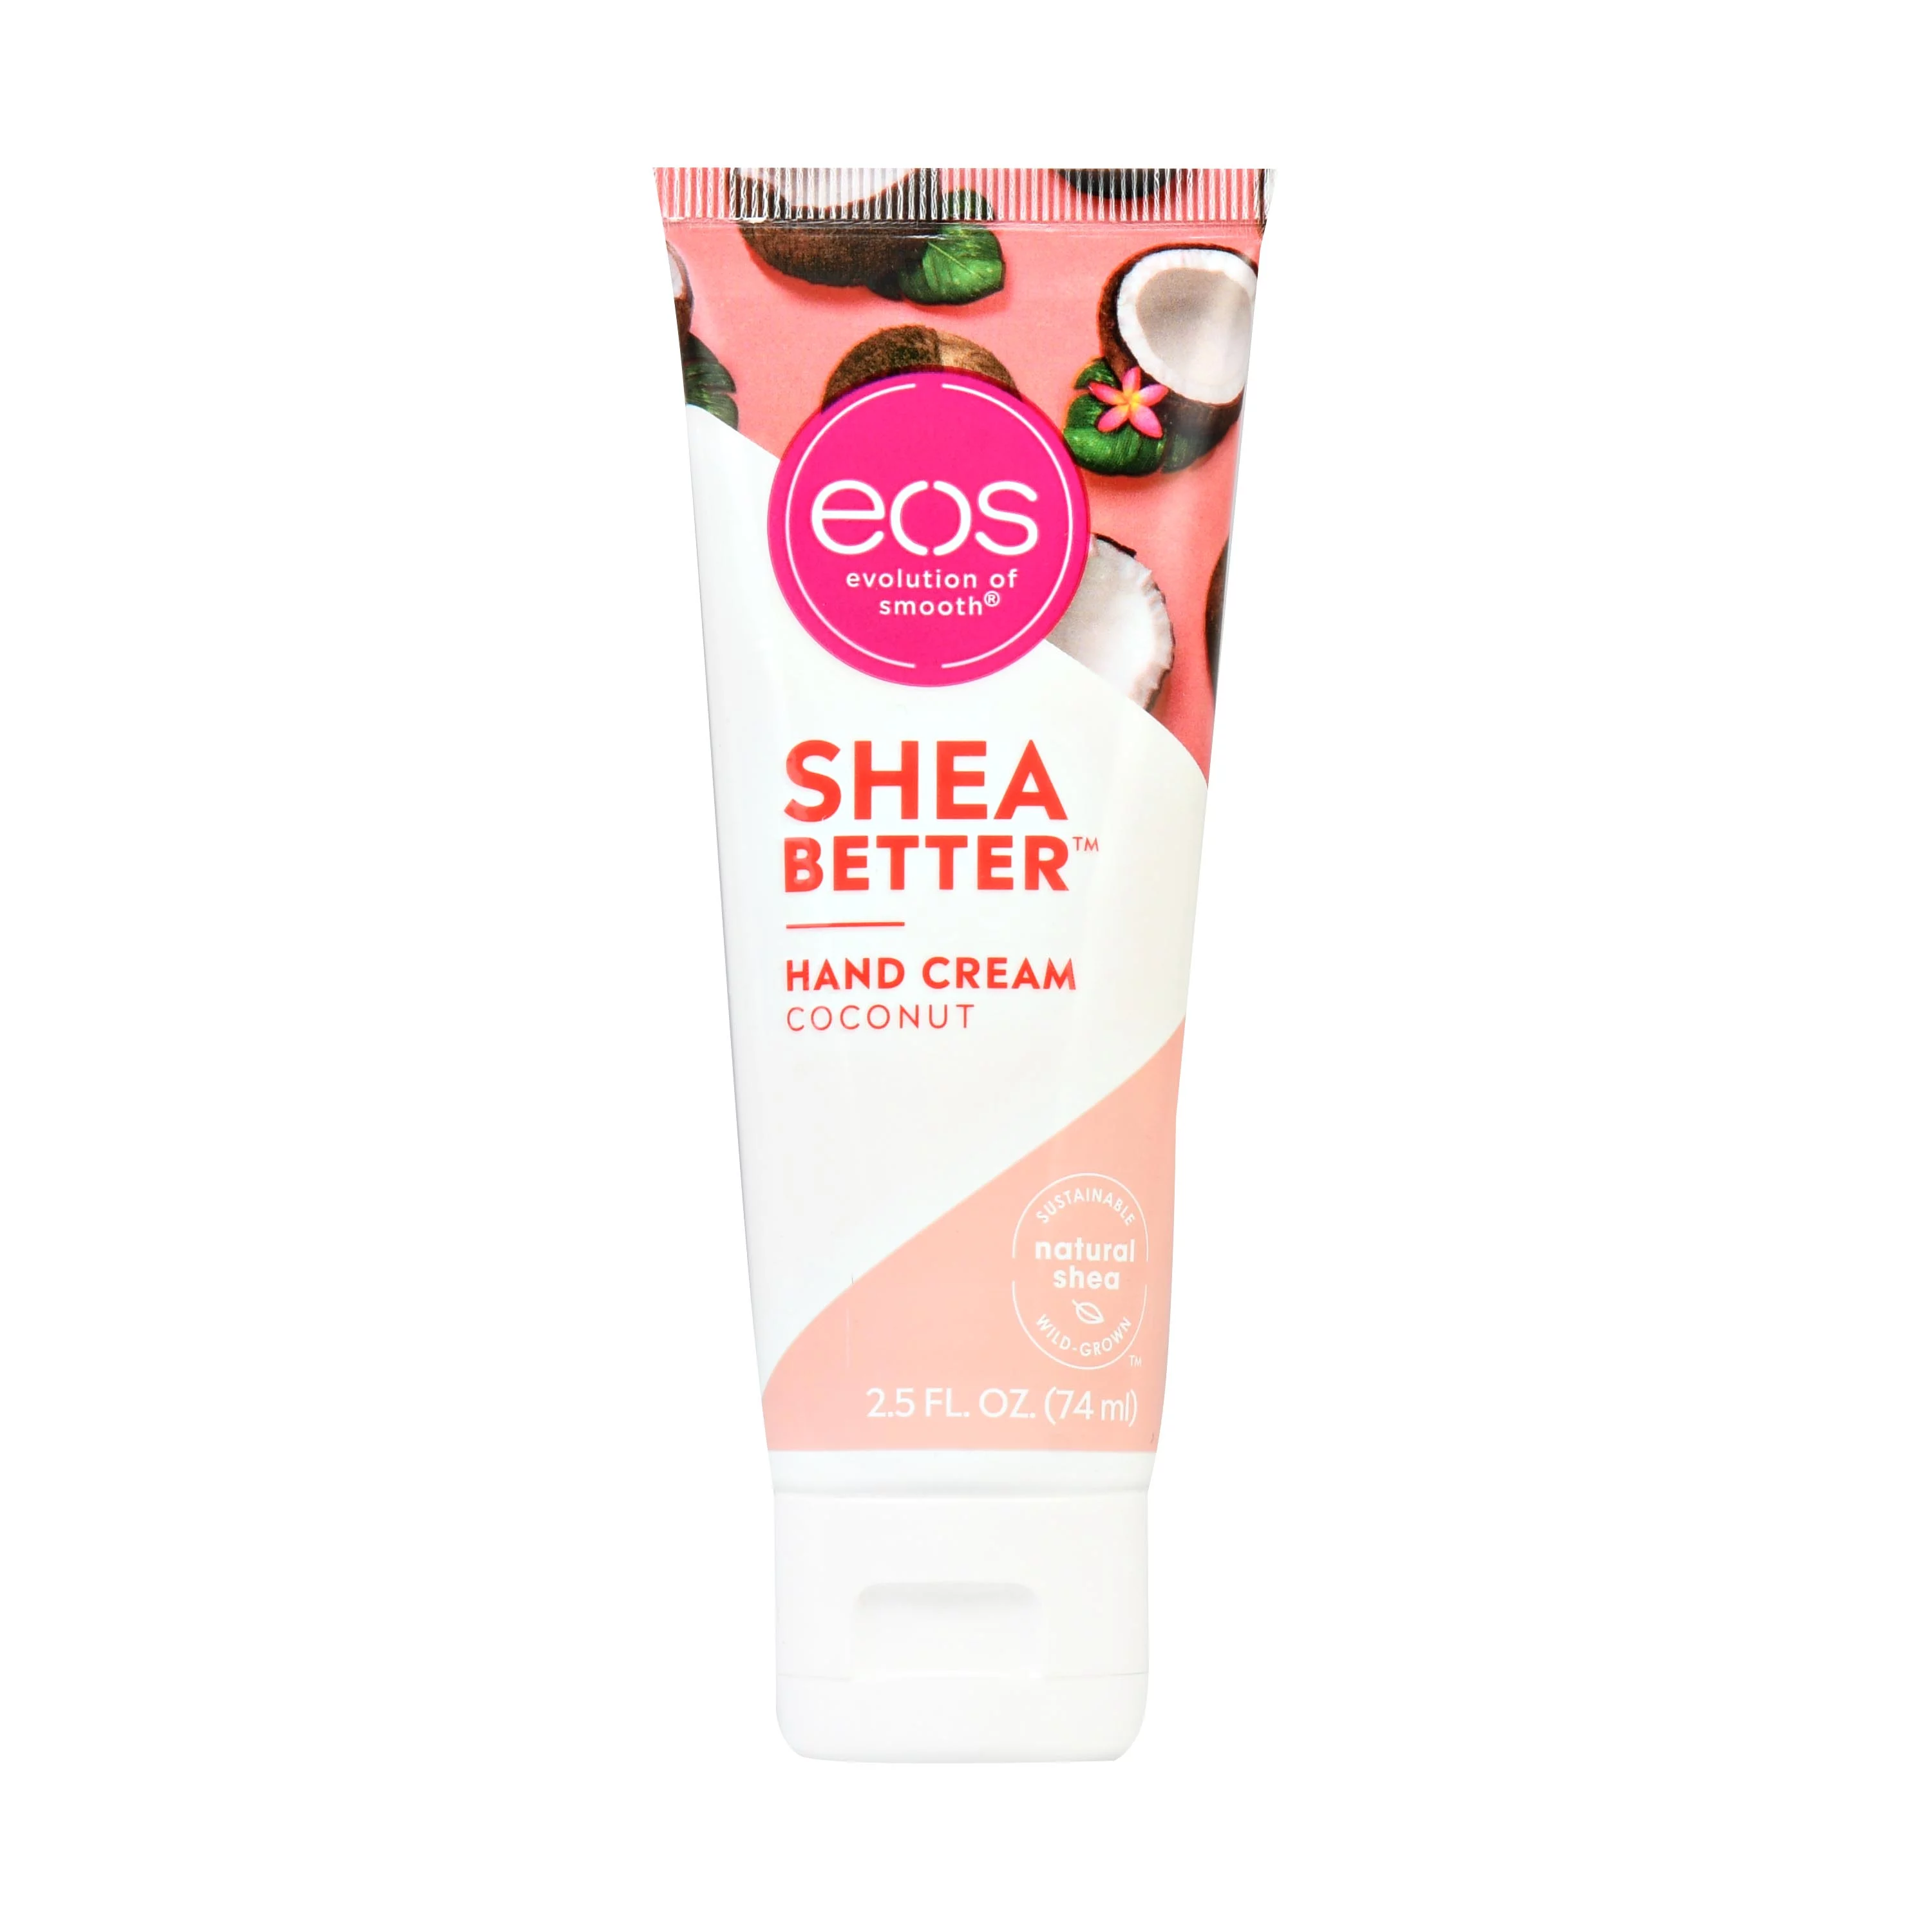 eos
evolution of
smooth®
SHEA
BETTER™
HAND CREAM
COCONUT
SUSTAINABLE
natural
shea
WILD-GROWN
TM
2.5 FL. OZ. (74 ml)